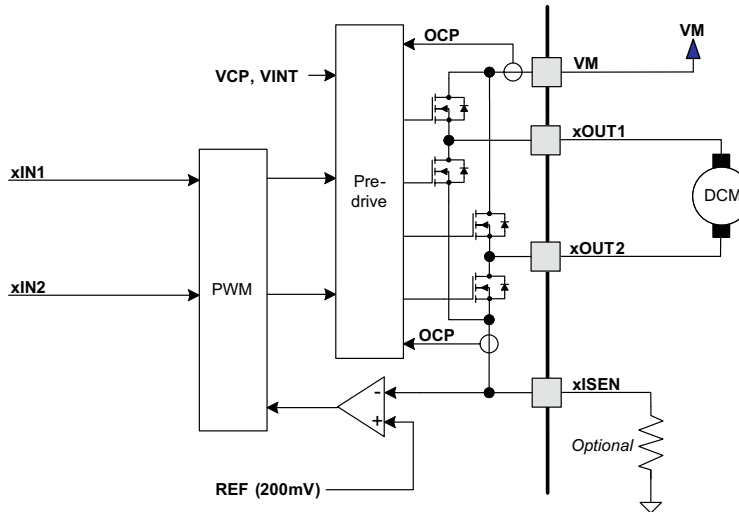 OCP
VM
VCP, VINT
VM
xOUT1
xIN1
Pre-
drive
DCM
xOUT2
xIN2
PWM
OCP
xISEN
-
+
Optional
REF (200mV)